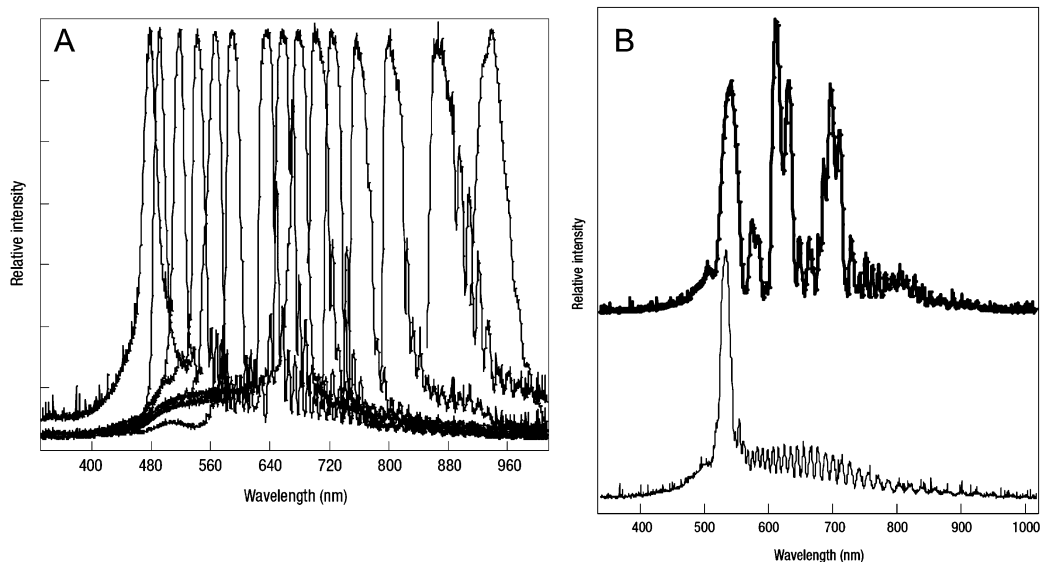 A
Relative intensity
400 480 560 640 720 800 880 960
Wavelength (nm)
B
Relative intensity
400 500 600 700 800 900 1000
Wavelength (nm)